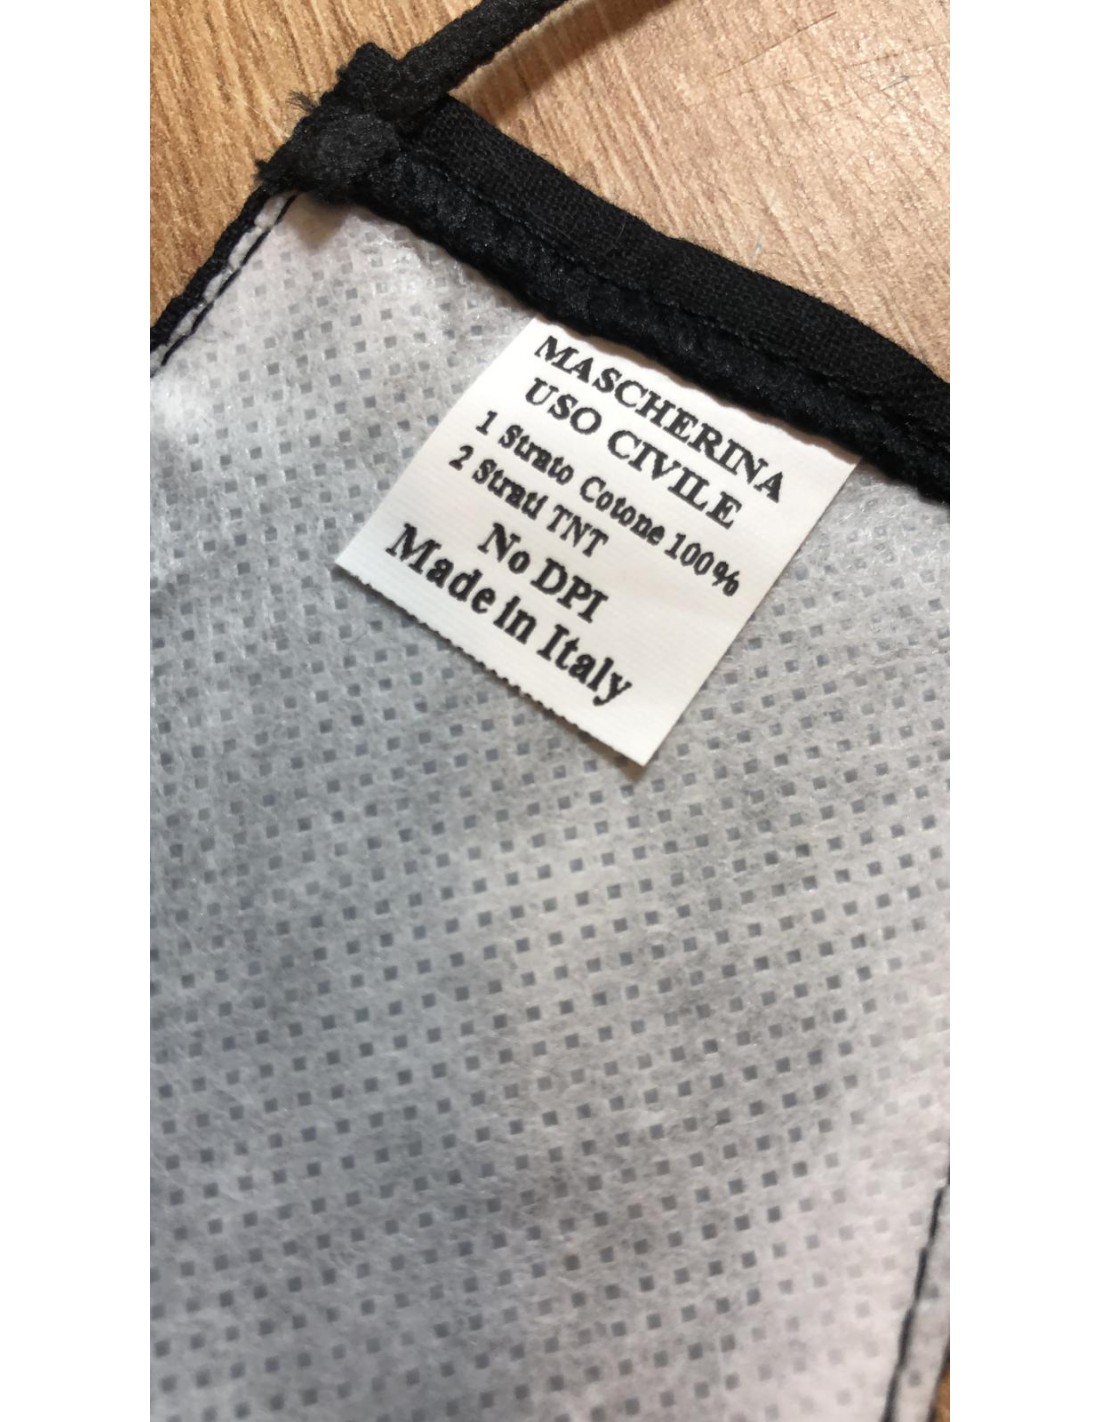 MASCHERINA
USO CIVILE
1 Strato Cotone 100%
2 Strati TNT
No DPI
Made in Italy